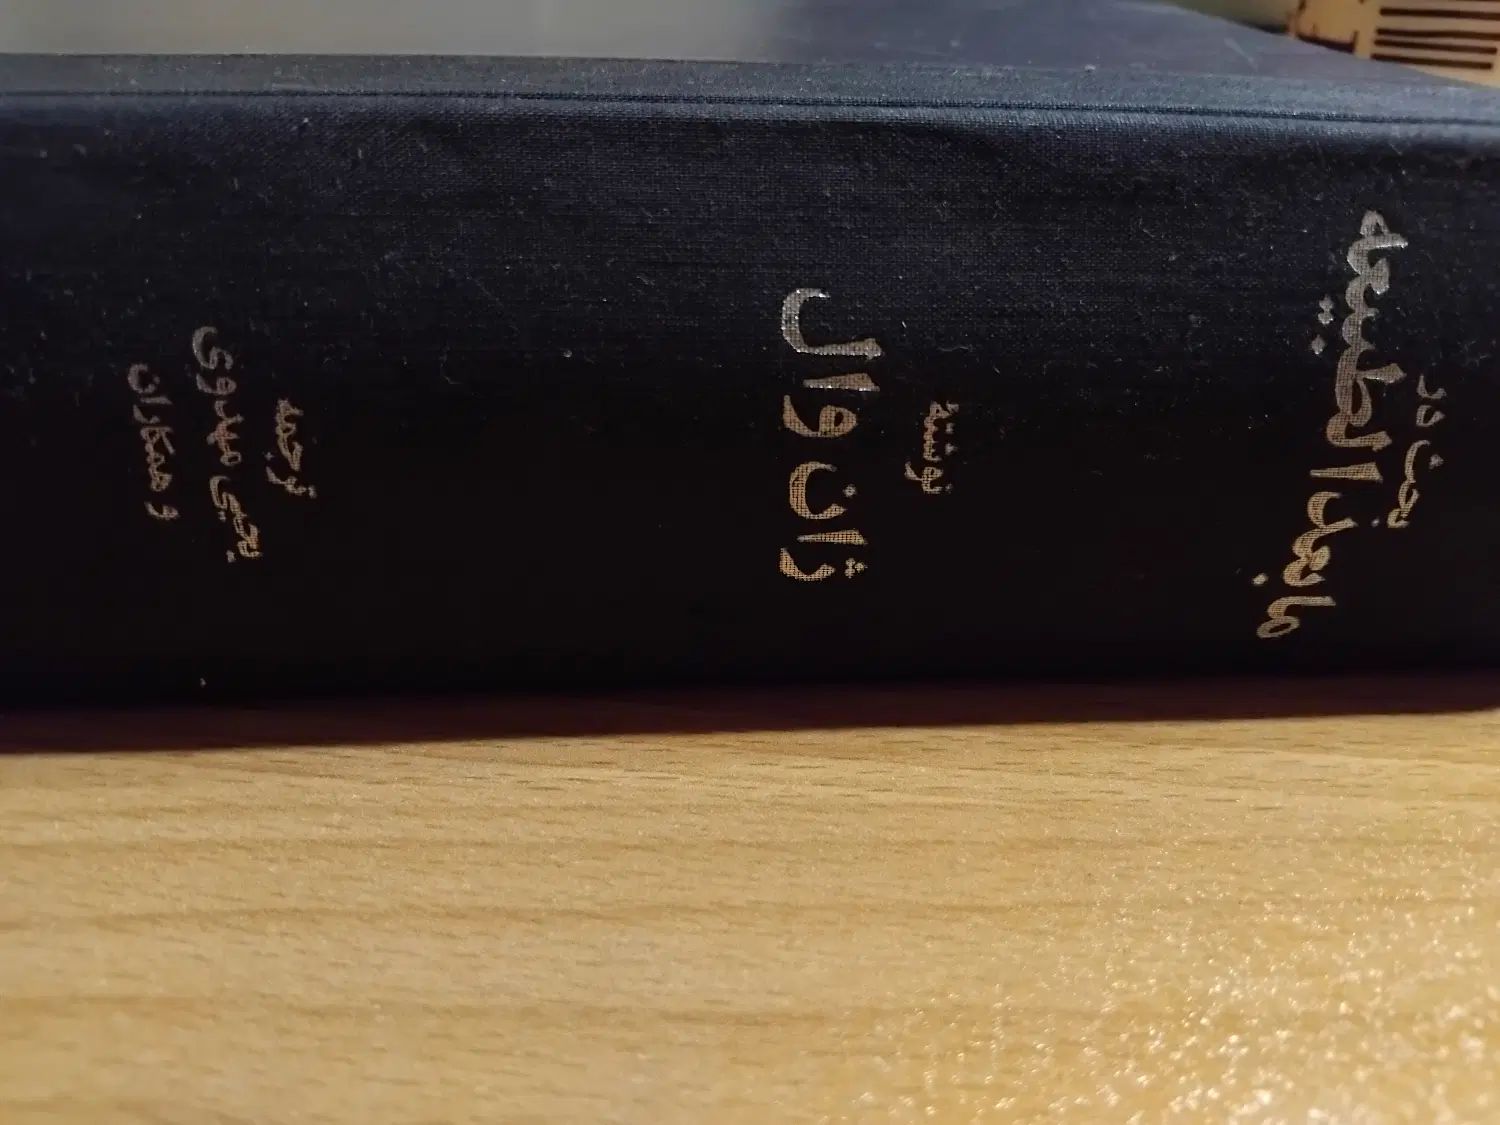 بحث در
مابعد الطبیعه
نوشتهٔ
ژان وال
ترجمهٔ
یحیی مهدوی
و همکاران